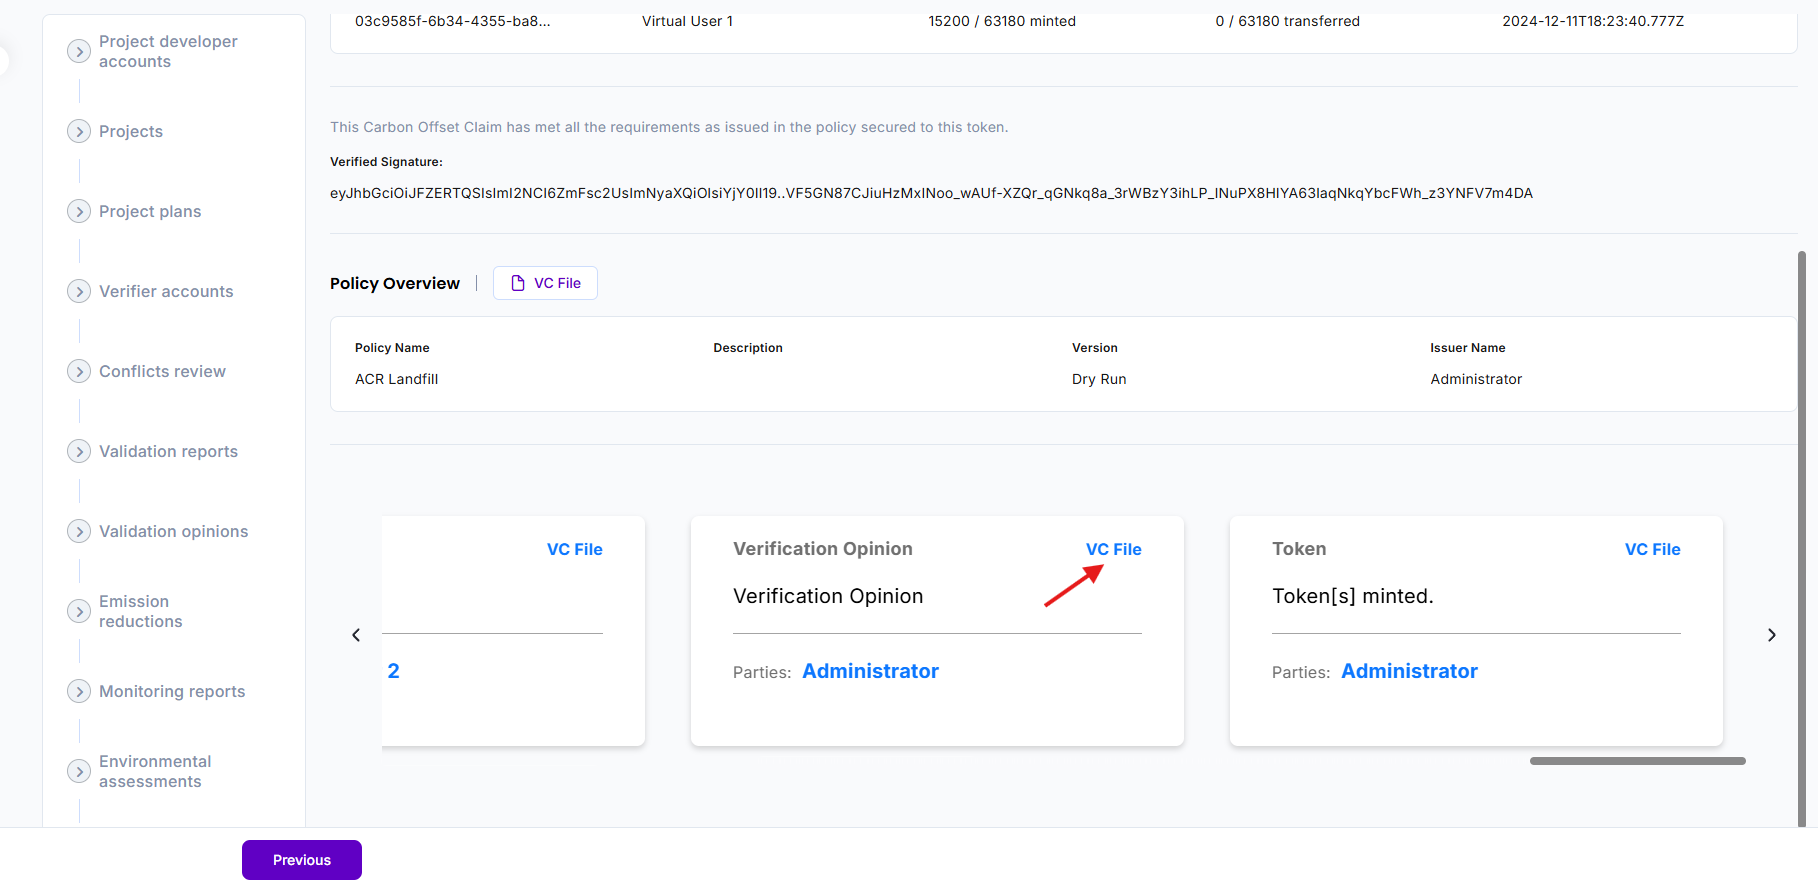 Project developer
accounts
Projects
Project plans
Verifier accounts
Conflicts review
Validation reports
Validation opinions
Emission
reductions
Monitoring reports
Environmental
assessments
03c9585f-6b34-4355-ba8... Virtual User 1 15200 / 63180 minted 0 / 63180 transferred 2024-12-11T18:23:40.777Z
This Carbon Offset Claim has met all the requirements as issued in the policy secured to this token.
Verified Signature:
eyJhbGciOiJFZERTQSIsImI2NCI6ZmFsc2UsImNyaXQiOlsiYjY0Il19..VF5GN87CJiuHzMxINoo_wAUf-XZQr_qGNkq8a_3rWBzY3ihLP_lNuPX8HIYA63IaqNkqYbcFWh_z3YNFV7m4DA
Policy Overview | VC File
Policy Name Description Version Issuer Name
ACR Landfill Dry Run Administrator
VC File
2
Verification Opinion VC File
Verification Opinion
Parties: Administrator
Token VC File
Token[s] minted.
Parties: Administrator
Previous